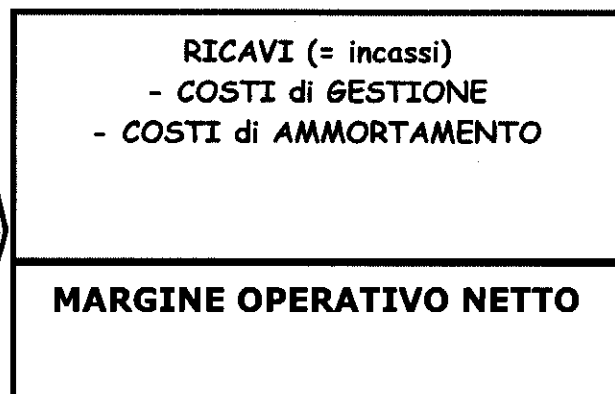 RICAVI (= incassi)
- COSTI di GESTIONE
- COSTI di AMMORTAMENTO
MARGINE OPERATIVO NETTO